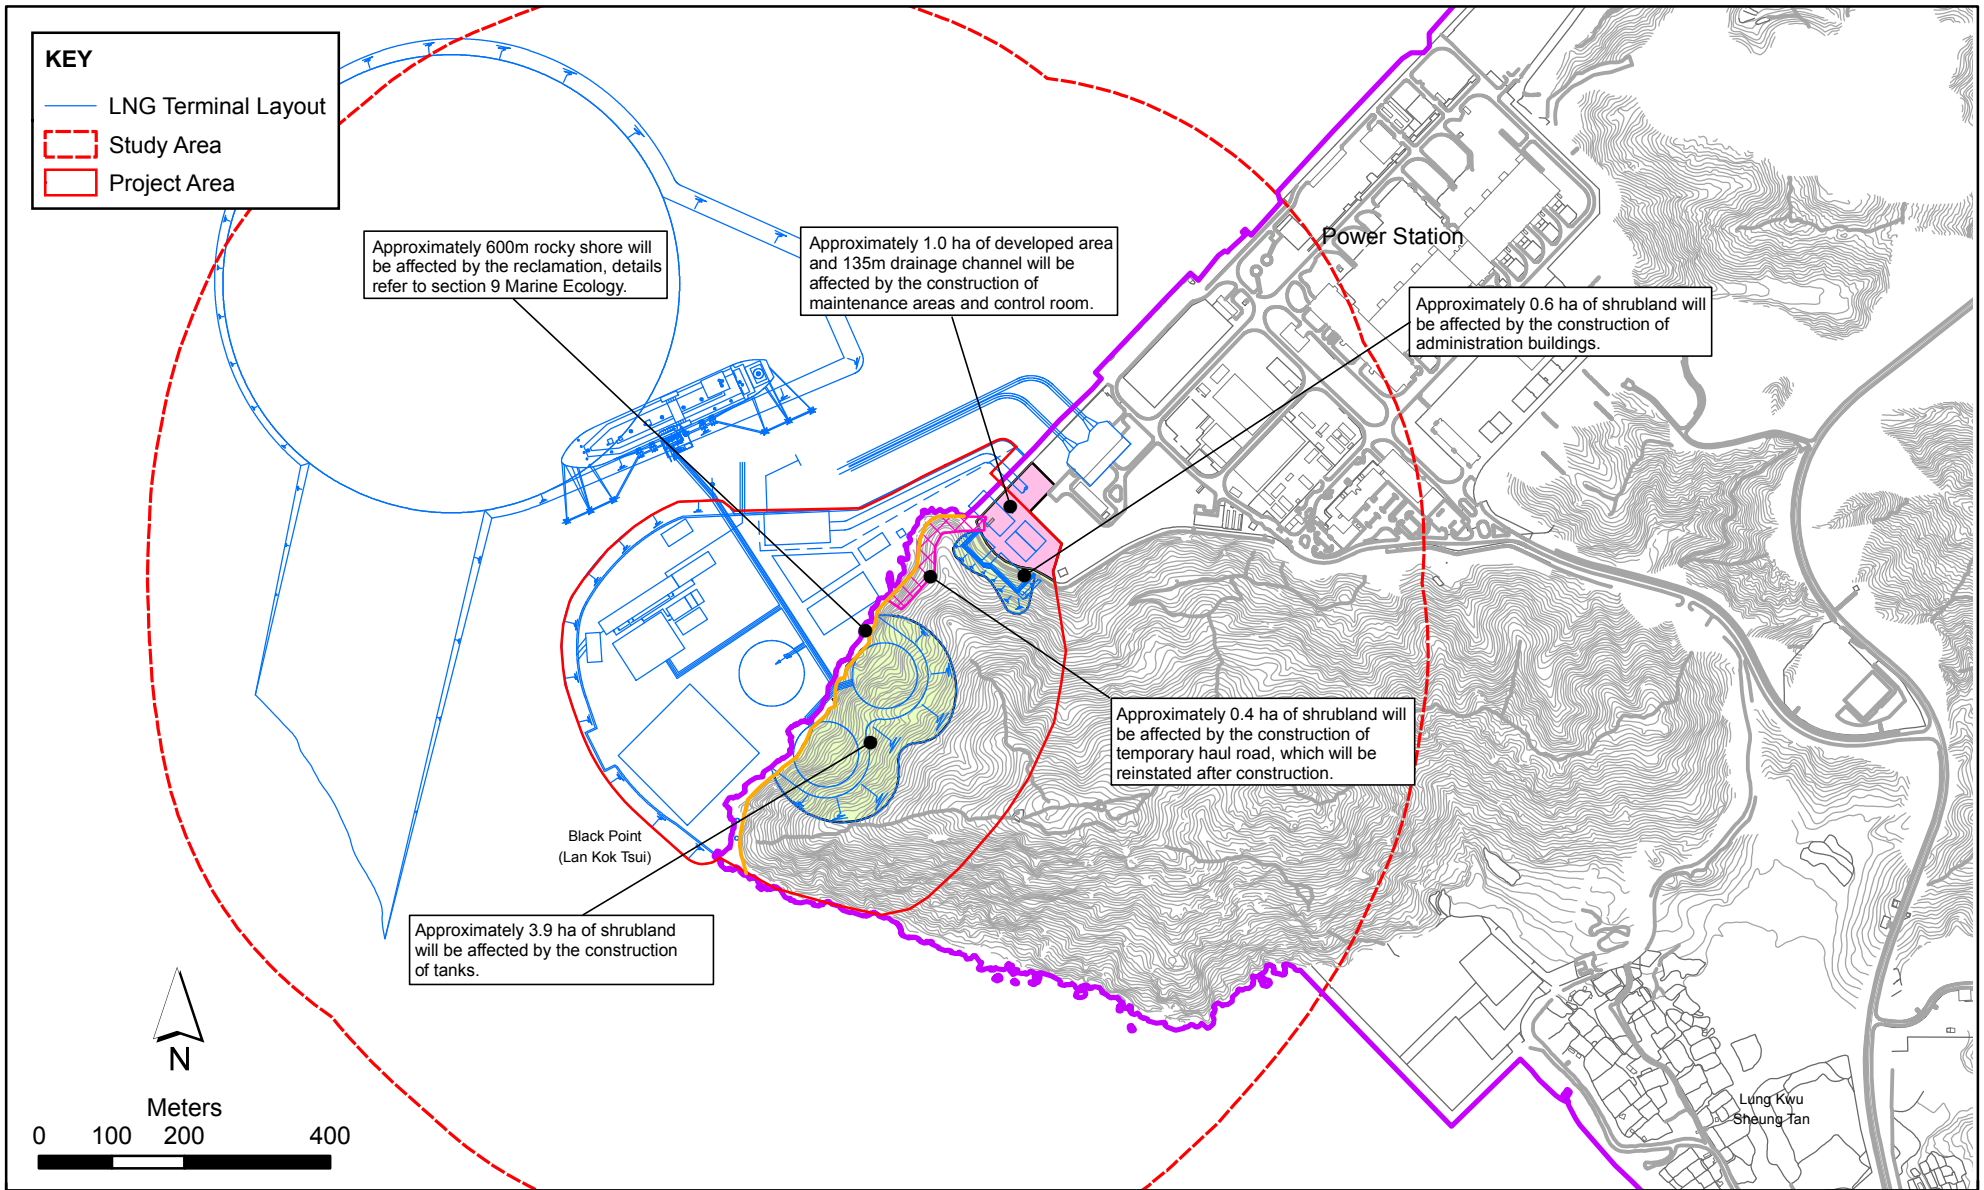 KEY
LNG Terminal Layout
Study Area
Project Area
Approximately 600m rocky shore will
be affected by the reclamation, details
refer to section 9 Marine Ecology.
Approximately 1.0 ha of developed area
and 135m drainage channel will be
affected by the construction of
maintenance areas and control room.
Power Station
Approximately 0.6 ha of shrubland will
be affected by the construction of
administration buildings.
Approximately 0.4 ha of shrubland will
be affected by the construction of
temporary haul road, which will be
reinstated after construction.
Black Point
(Lan Kok Tsui)
Approximately 3.9 ha of shrubland
will be affected by the construction
of tanks.
N
Meters
0 100 200 400
Lung Kwu
Sheung Tan